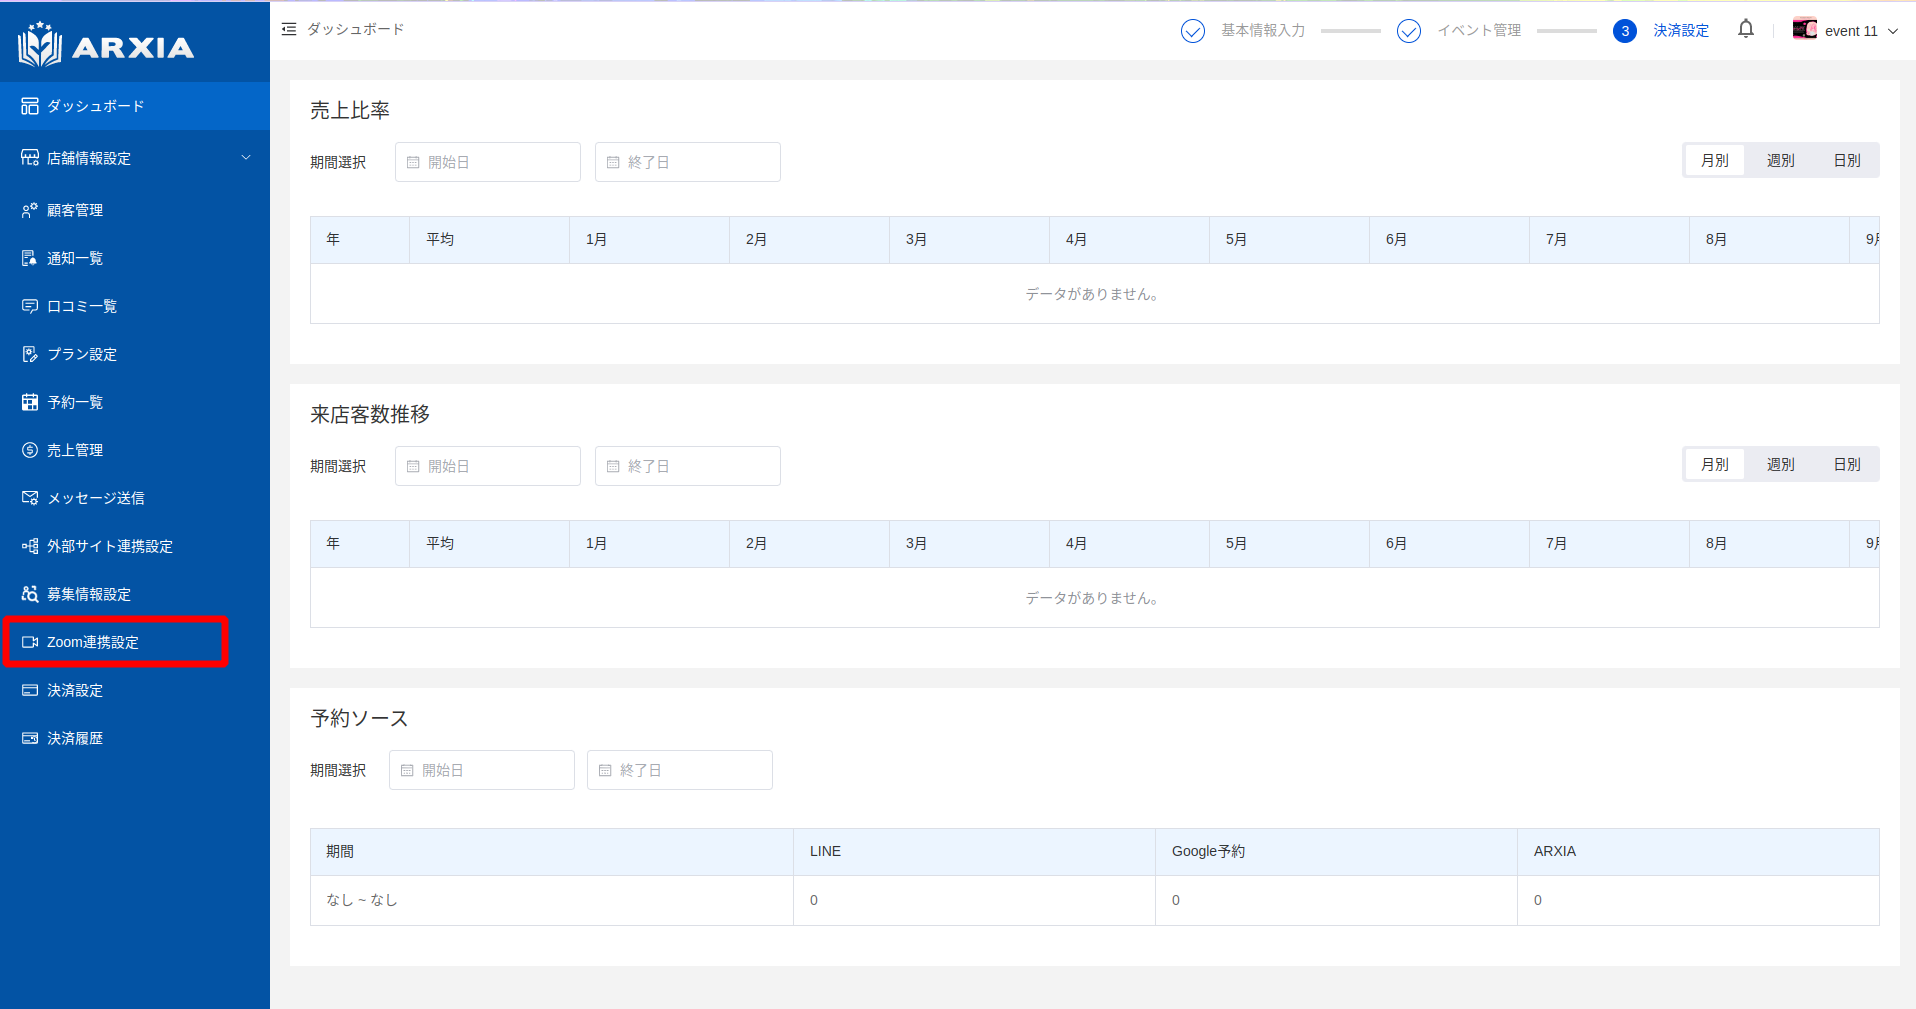 ARXIA
ダッシュボード
店舗情報設定
顧客管理
通知一覧
口コミ一覧
プラン設定
予約一覧
売上管理
メッセージ送信
外部サイト連携設定
募集情報設定
Zoom連携設定
決済設定
決済履歴
ダッシュボード
基本情報入力 イベント管理 3 決済設定 event 11
売上比率
期間選択 開始日 終了日 月別 週別 日別
年 平均 1月 2月 3月 4月 5月 6月 7月 8月 9月
データがありません。
来店客数推移
期間選択 開始日 終了日 月別 週別 日別
年 平均 1月 2月 3月 4月 5月 6月 7月 8月 9月
データがありません。
予約ソース
期間選択 開始日 終了日
期間 LINE Google予約 ARXIA
なし ~ なし 0 0 0